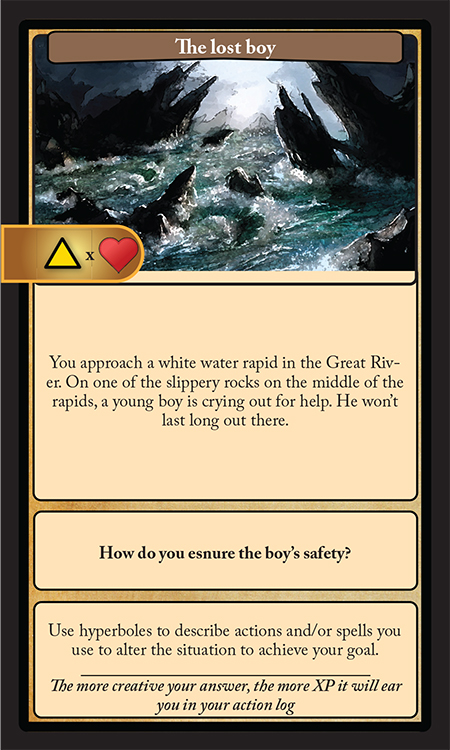 The lost boy
x
You approach a white water rapid in the Great Riv-
er. On one of the slippery rocks on the middle of the
rapids, a young boy is crying out for help. He won't
last long out there.
How do you esnure the boy's safety?
Use hyperboles to describe actions and/or spells you
use to alter the situation to achieve your goal.
The more creative your answer, the more XP it will ear
you in your action log